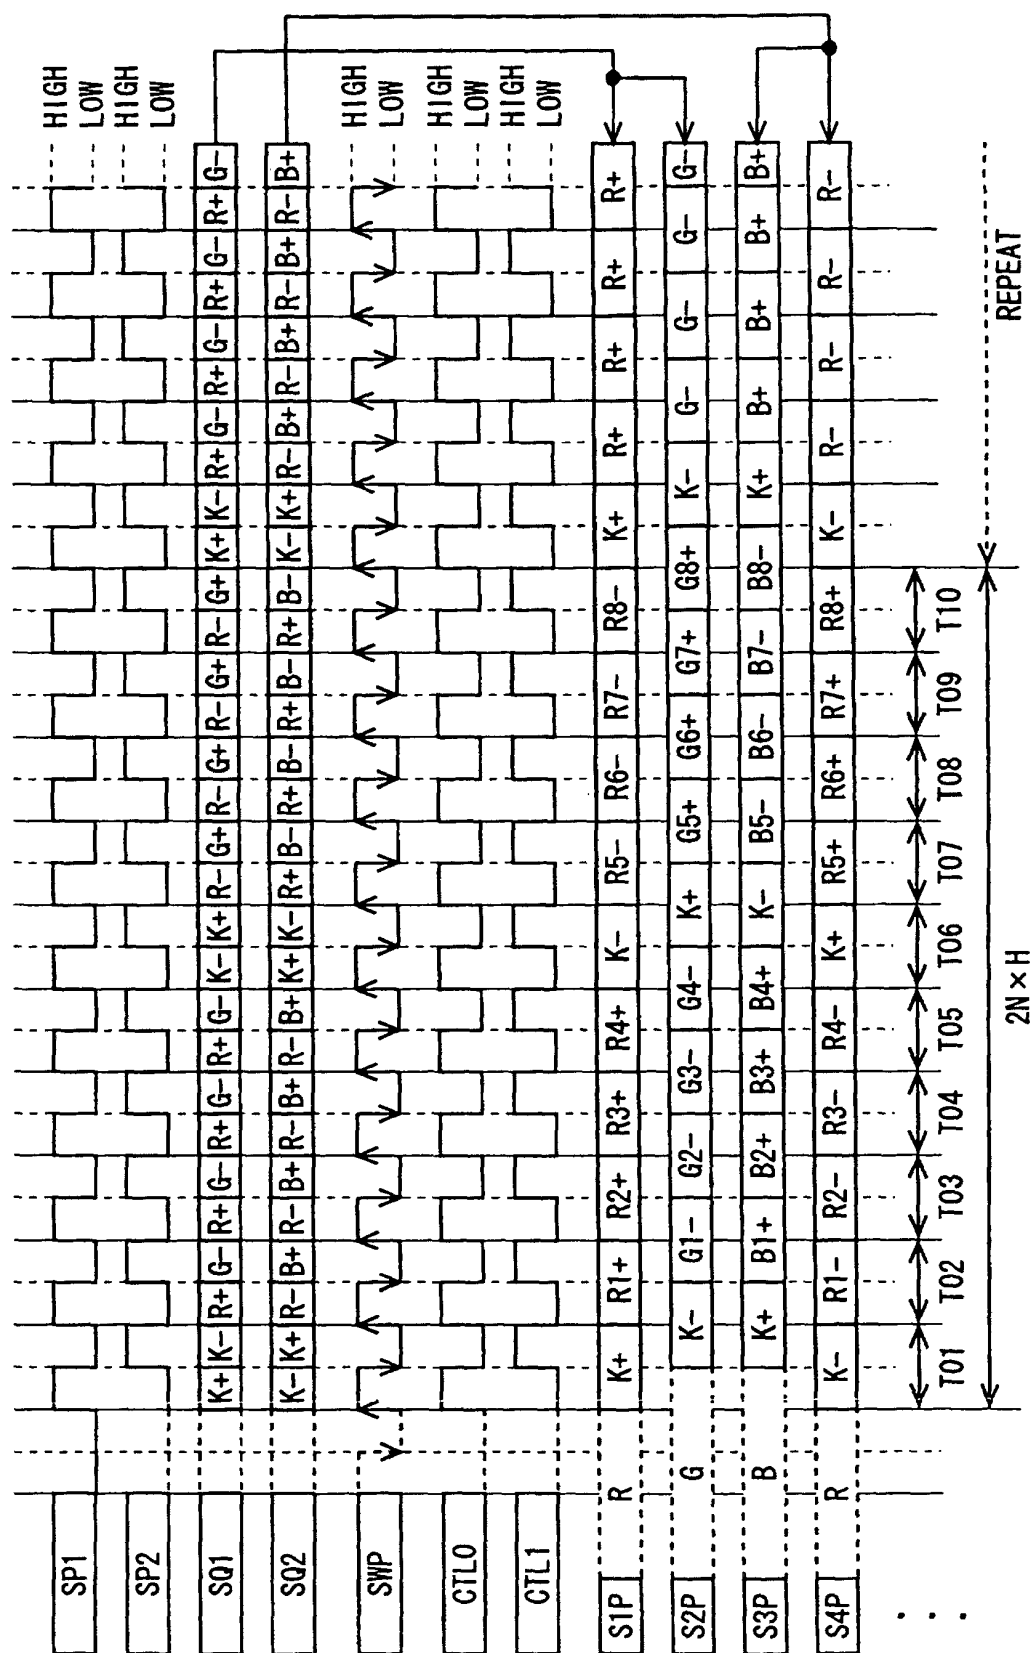 SP1 HIGH
LOW
SP2 HIGH
LOW
SQ1 K+ K- R+ G- R+ G- R+ G- R+ G- K- K+ R- G+ R- G+ R- G+ R- G+ K+ K- R+ G- R+ G- R+ G- R+ G-
SQ2 K- K+ R- B+ R- B+ R- B+ R- B+ K+ K- R+ B- R+ B- R+ B- R+ B- K- K+ R- B+ R- B+ R- B+ R- B+
SWP HIGH
LOW
CTL0 HIGH
LOW
CTL1 HIGH
LOW
S1P R K+ R1+ R2+ R3+ R4+ K- R5- R6- R7- R8- K+ R+ R+ R+ R+
S2P G K- G1- G2- G3- G4- K+ G5+ G6+ G7+ G8+ K- G- G- G- G-
S3P B K+ B1+ B2+ B3+ B4+ K- B5- B6- B7- B8- K+ B+ B+ B+ B+
S4P R K- R1- R2- R3- R4- K+ R5+ R6+ R7+ R8+ K- R- R- R- R-
. . .
T01 T02 T03 T04 T05 T06 T07 T08 T09 T10
2N×H REPEAT